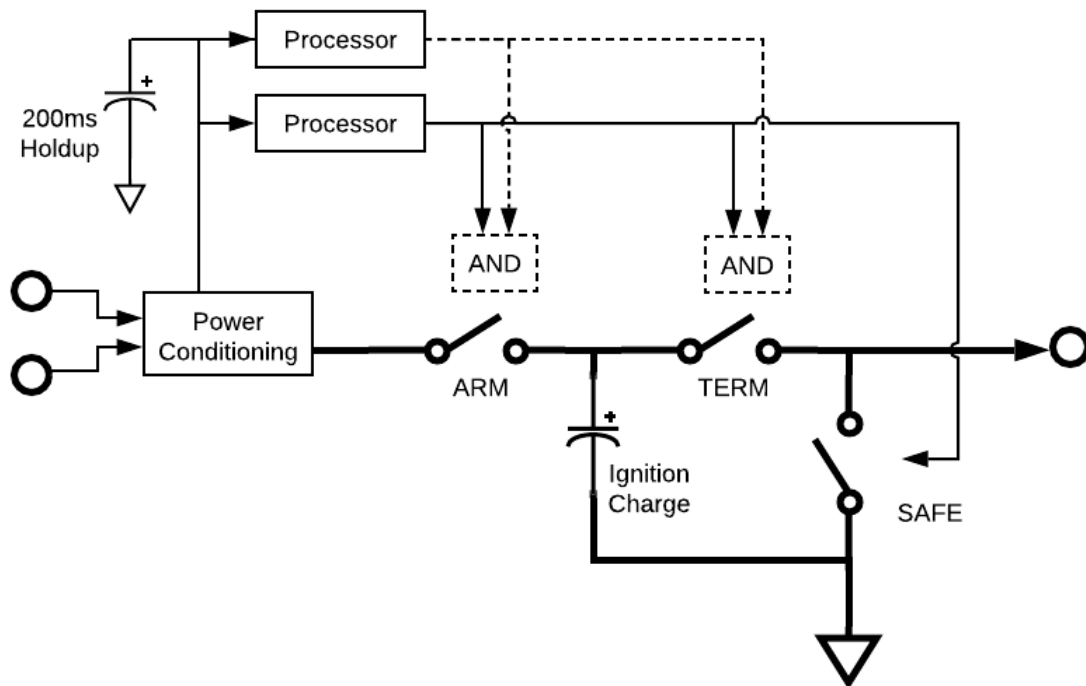 Processor
200ms
Holdup
Processor
AND
AND
Power
Conditioning
ARM
TERM
Ignition
Charge
SAFE